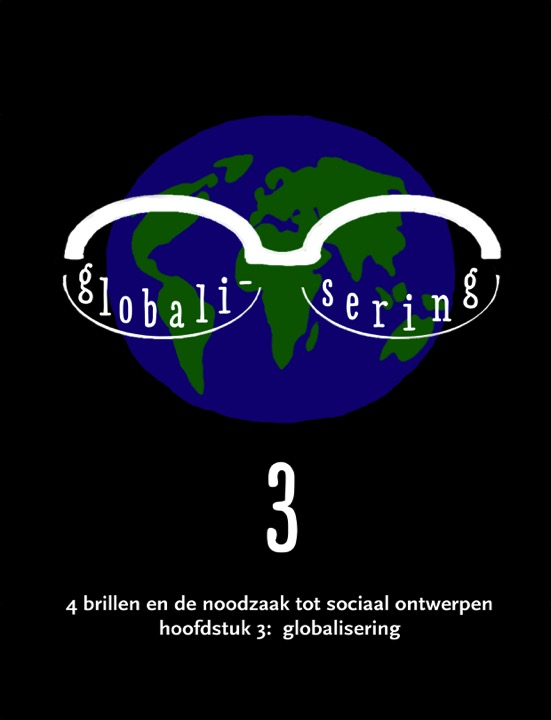 globali-sering
3
4 brillen en de noodzaak tot sociaal ontwerpen
hoofdstuk 3: globalisering